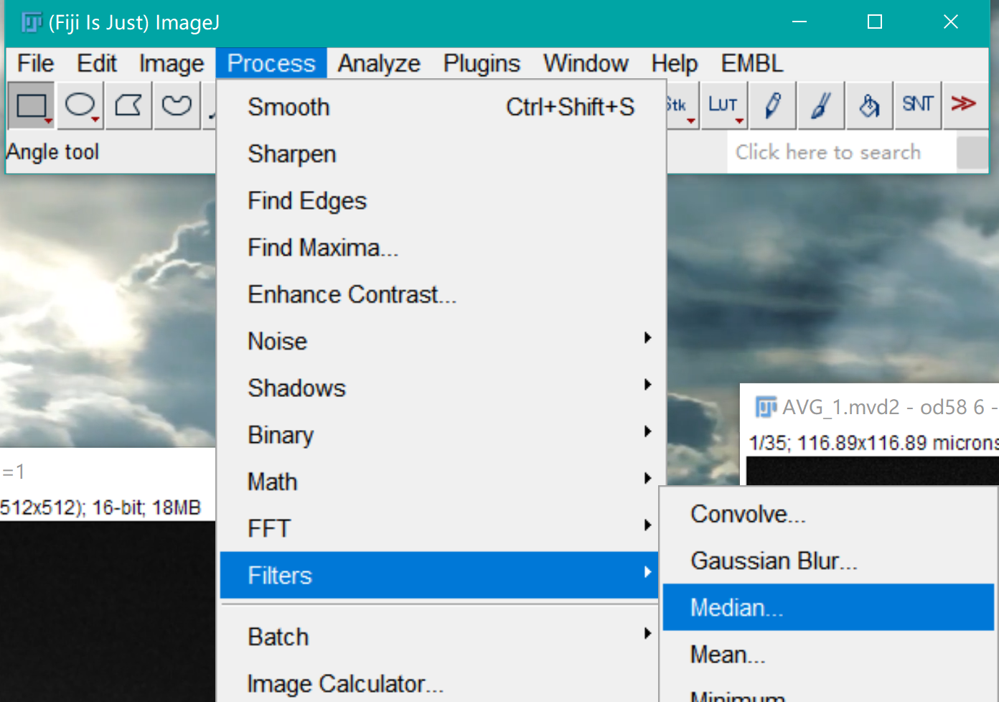 (Fiji Is Just) ImageJ
File Edit Image Process Analyze Plugins Window Help EMBL
Stk LUT SNT
Angle tool
Click here to search
Smooth Ctrl+Shift+S
Sharpen
Find Edges
Find Maxima...
Enhance Contrast...
Noise
Shadows
Binary
Math
FFT
Filters
Batch
Image Calculator...
=1
512x512); 16-bit; 18MB
AVG_1.mvd2 - od58 6 -
1/35; 116.89x116.89 microns
Convolve...
Gaussian Blur...
Median...
Mean...
Minimum